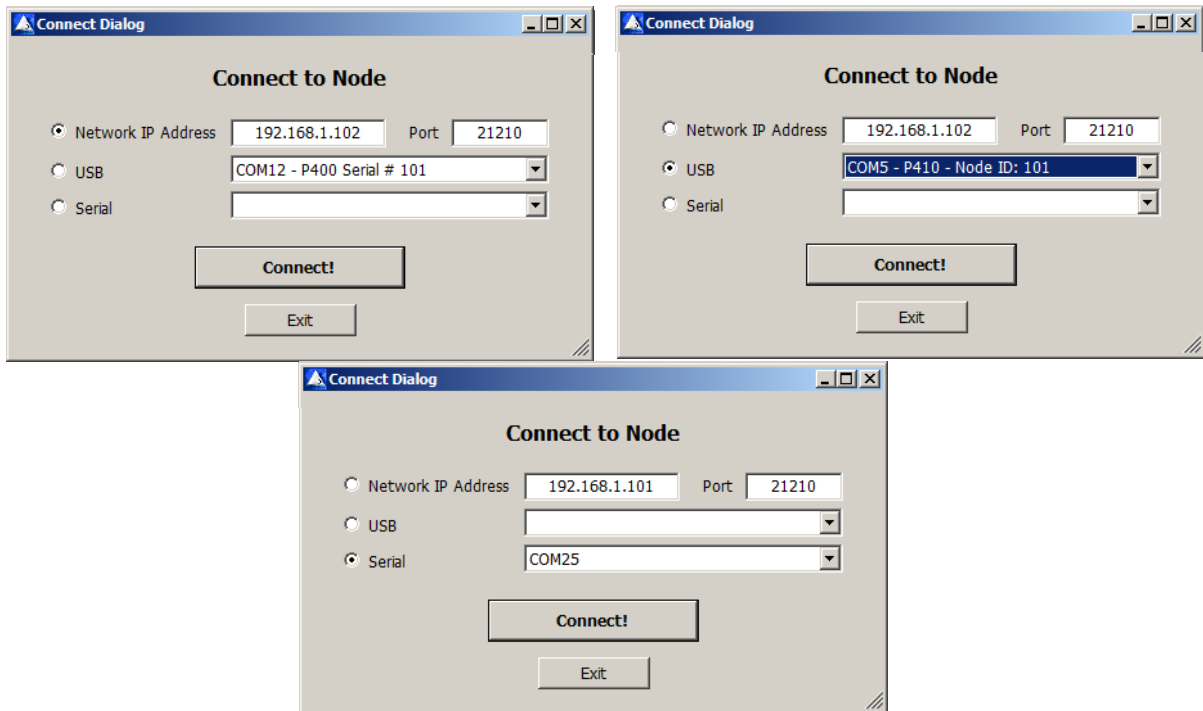 Connect Dialog
Connect to Node
Network IP Address 192.168.1.102 Port 21210
USB COM12 - P400 Serial # 101
Serial
Connect!
Exit
Connect Dialog
Connect to Node
Network IP Address 192.168.1.102 Port 21210
USB COM5 - P410 - Node ID: 101
Serial
Connect!
Exit
Connect Dialog
Connect to Node
Network IP Address 192.168.1.101 Port 21210
USB
Serial COM25
Connect!
Exit